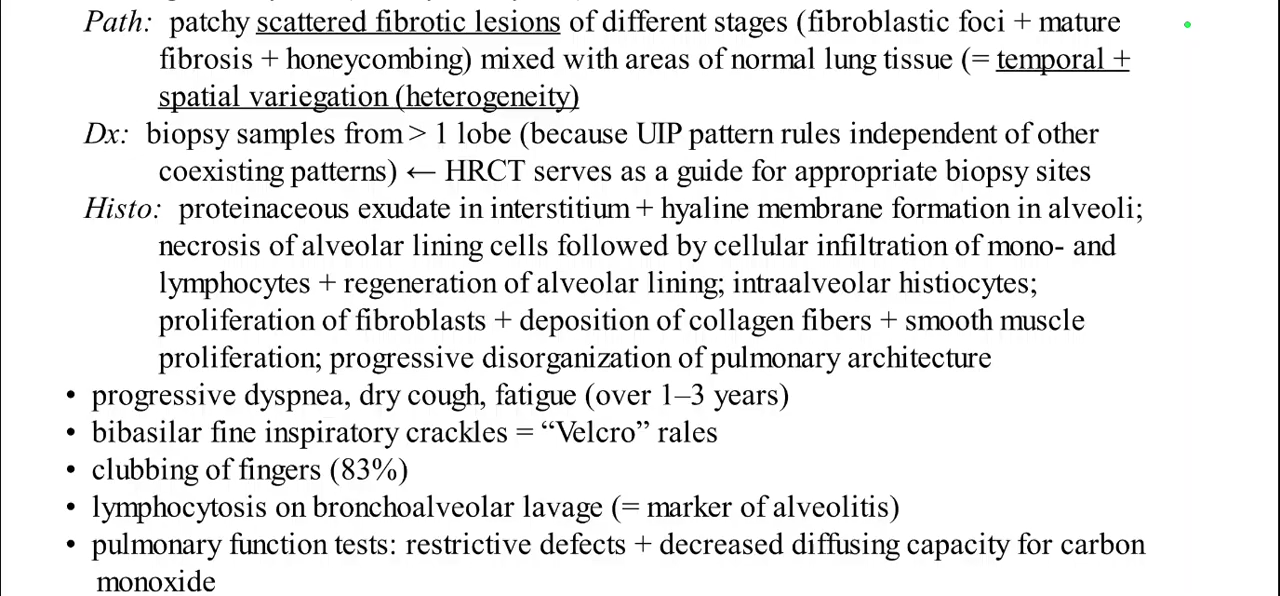 Path: patchy scattered fibrotic lesions of different stages (fibroblastic foci + mature
fibrosis + honeycombing) mixed with areas of normal lung tissue (= temporal +
spatial variegation (heterogeneity)
Dx: biopsy samples from > 1 lobe (because UIP pattern rules independent of other
coexisting patterns) ← HRCT serves as a guide for appropriate biopsy sites
Histo: proteinaceous exudate in interstitium + hyaline membrane formation in alveoli;
necrosis of alveolar lining cells followed by cellular infiltration of mono- and
lymphocytes + regeneration of alveolar lining; intraalveolar histiocytes;
proliferation of fibroblasts + deposition of collagen fibers + smooth muscle
proliferation; progressive disorganization of pulmonary architecture
• progressive dyspnea, dry cough, fatigue (over 1–3 years)
• bibasilar fine inspiratory crackles = “Velcro” rales
• clubbing of fingers (83%)
• lymphocytosis on bronchoalveolar lavage (= marker of alveolitis)
• pulmonary function tests: restrictive defects + decreased diffusing capacity for carbon
monoxide